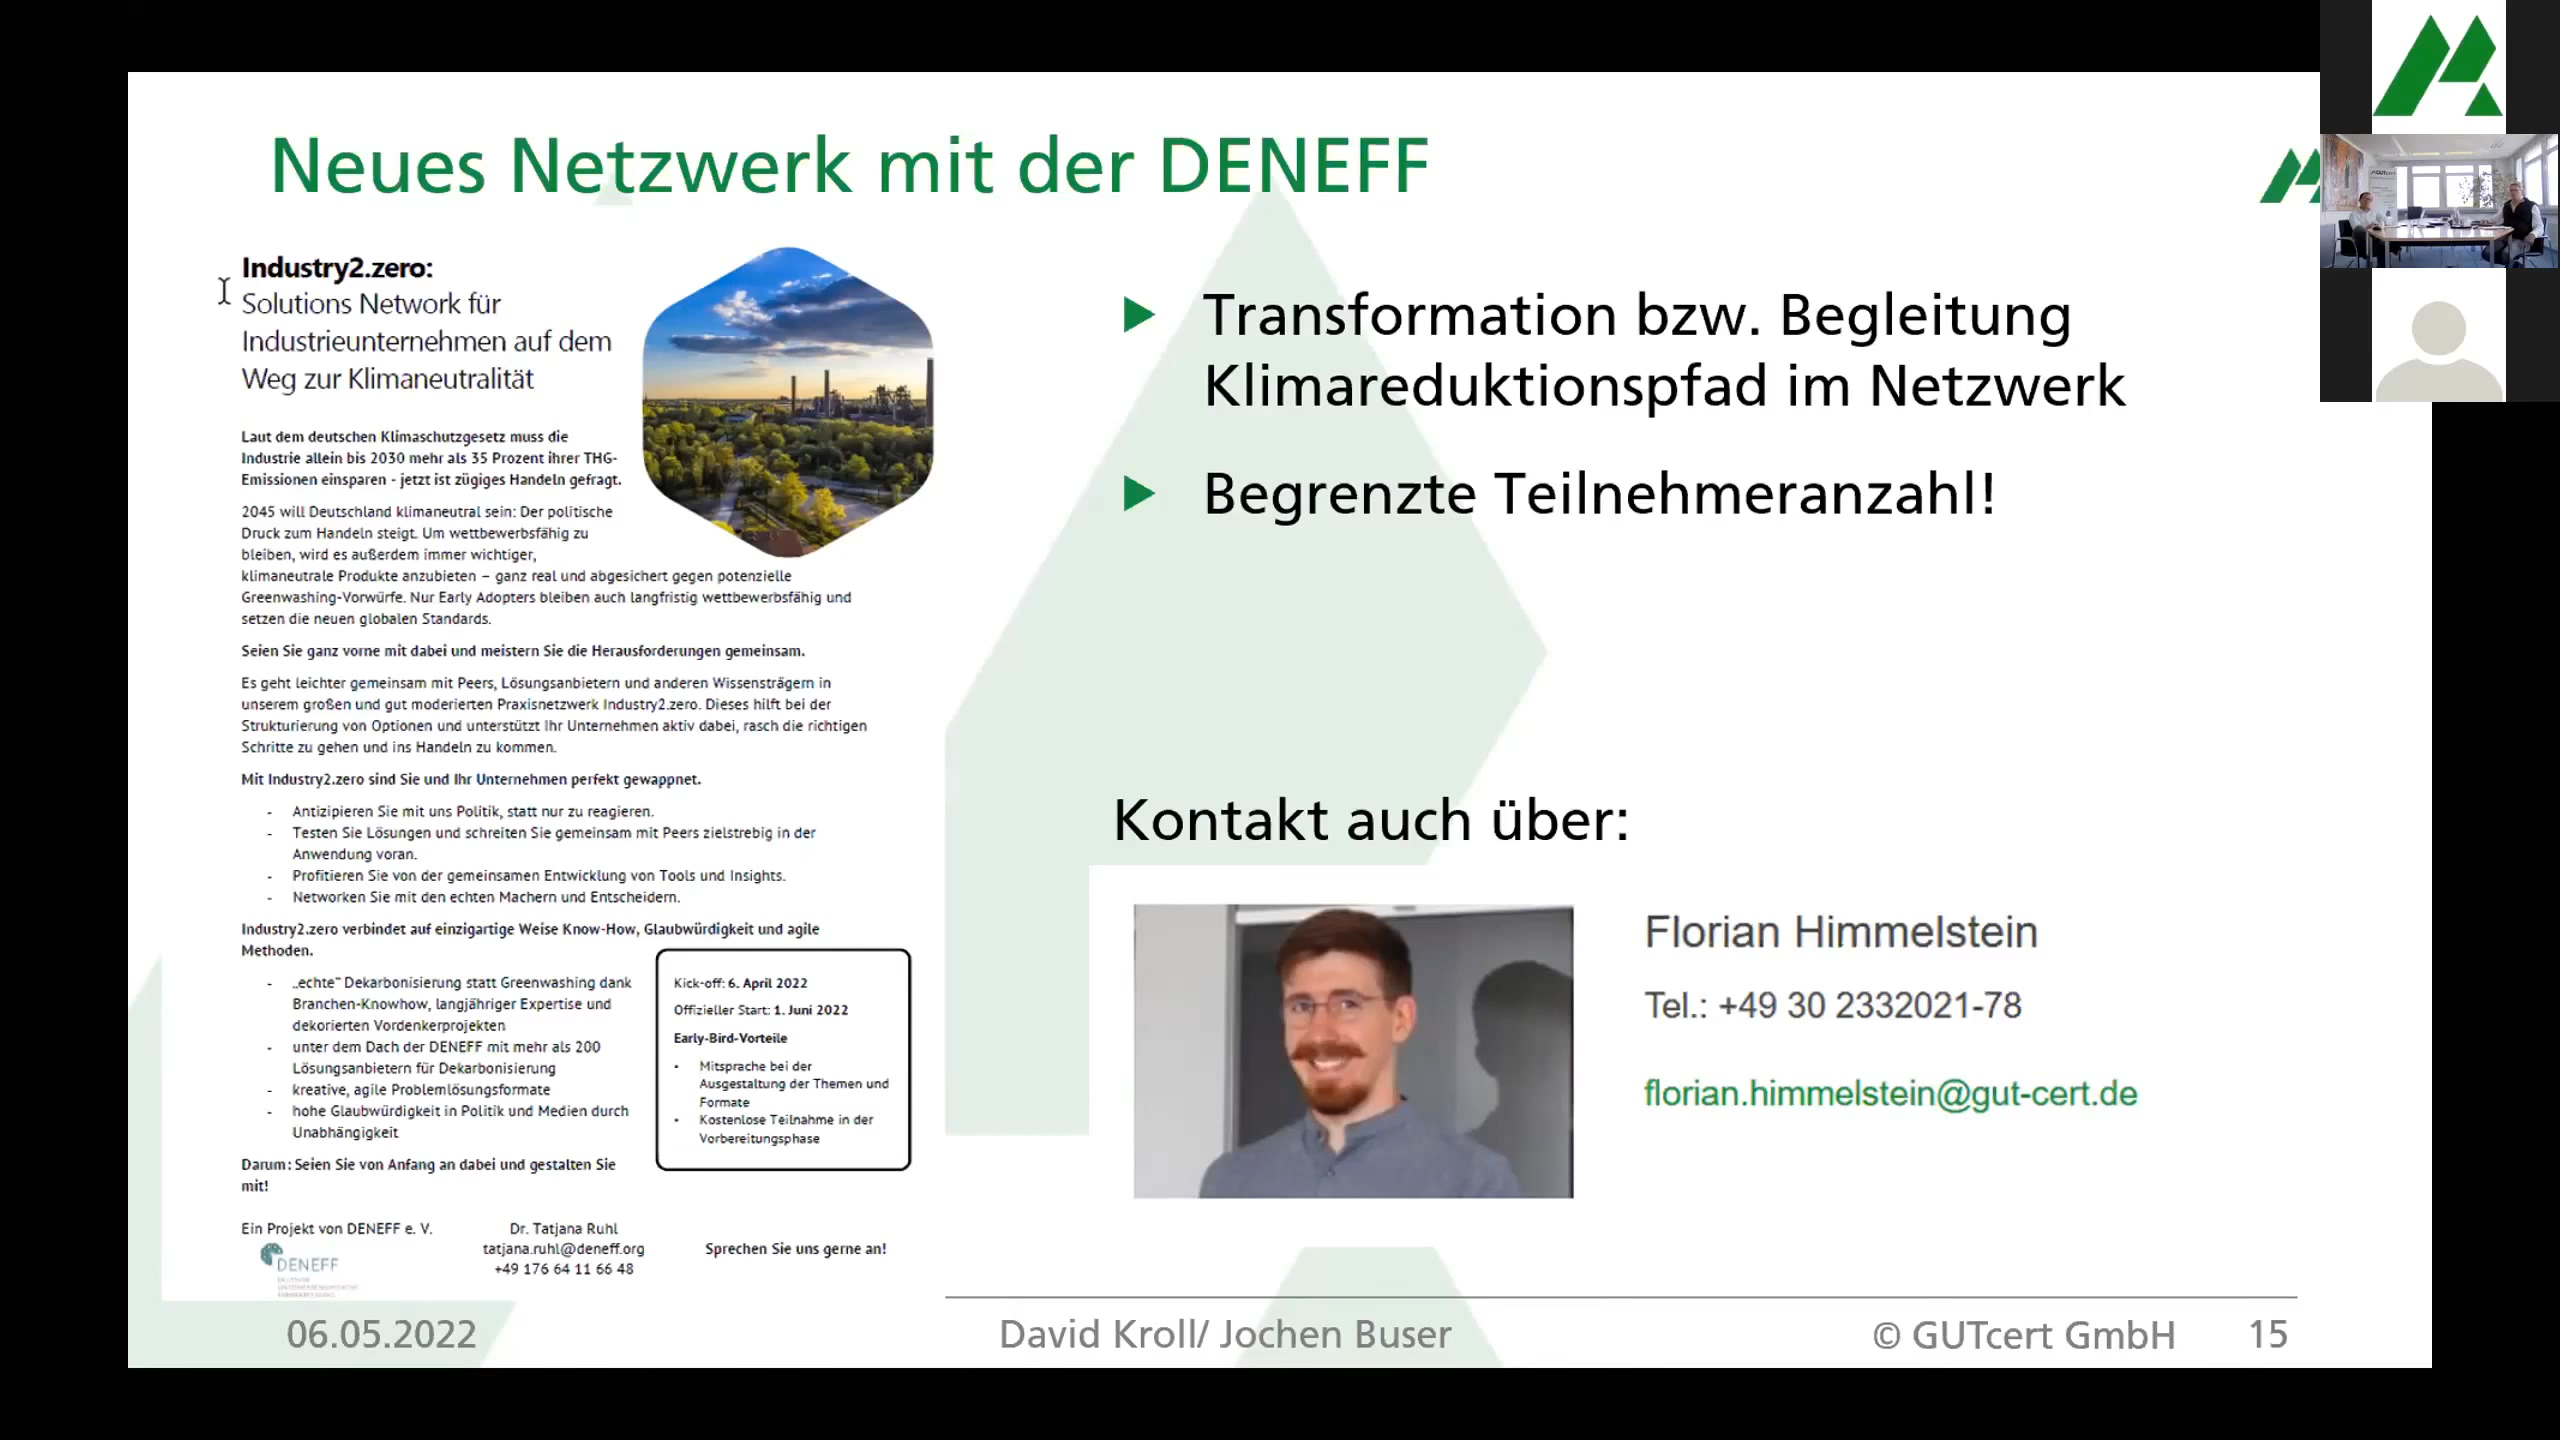 Neues Netzwerk mit der DENEFF
Industry2.zero:
Solutions Network für
Industrieunternehmen auf dem
Weg zur Klimaneutralität
Laut dem deutschen Klimaschutzgesetz muss die
Industrie allein bis 2030 mehr als 35 Prozent ihrer THG-
Emissionen einsparen - jetzt ist zügiges Handeln gefragt.
2045 will Deutschland klimaneutral sein: Der politische
Druck zum Handeln steigt. Um wettbewerbsfähig zu
bleiben, wird es außerdem immer wichtiger,
klimaneutrale Produkte anzubieten – ganz real und abgesichert gegen potenzielle
Greenwashing-Vorwürfe. Nur Early Adopters bleiben auch langfristig wettbewerbsfähig und
setzen die neuen globalen Standards.
Seien Sie ganz vorne mit dabei und meistern Sie die Herausforderungen gemeinsam.
Es geht leichter gemeinsam mit Peers, Lösungsanbietern und anderen Wissensträgern in
unserem großen und gut moderierten Praxisnetzwerk Industry2.zero. Dieses hilft bei der
Strukturierung von Optionen und unterstützt Ihr Unternehmen aktiv dabei, rasch die richtigen
Schritte zu gehen und ins Handeln zu kommen.
Mit Industry2.zero sind Sie und Ihr Unternehmen perfekt gewappnet.
- Antizipieren Sie mit uns Politik, statt nur zu reagieren.
- Testen Sie Lösungen und schreiten Sie gemeinsam mit Peers zielstrebig in der
Anwendung voran.
- Profitieren Sie von der gemeinsamen Entwicklung von Tools und Insights.
- Networken Sie mit den echten Machern und Entscheidern.
Industry2.zero verbindet auf einzigartige Weise Know-How, Glaubwürdigkeit und agile
Methoden.
- „echte“ Dekarbonisierung statt Greenwashing dank
Branchen-Knowhow, langjähriger Expertise und
dekorierten Vordenkerprojekten
- unter dem Dach der DENEFF mit mehr als 200
Lösungsanbietern für Dekarbonisierung
- kreative, agile Problemlösungsformate
- hohe Glaubwürdigkeit in Politik und Medien durch
Unabhängigkeit
Kick-off: 6. April 2022
Offizieller Start: 1. Juni 2022
Early-Bird-Vorteile
• Mitsprache bei der
Ausgestaltung der Themen und
Formate
• Kostenlose Teilnahme in der
Vorbereitungsphase
Darum: Seien Sie von Anfang an dabei und gestalten Sie
mit!
Ein Projekt von DENEFF e. V.
DENEFF
Dr. Tatjana Ruhl
tatjana.ruhl@deneff.org
+49 176 64 11 66 48
Sprechen Sie uns gerne an!
Transformation bzw. Begleitung
Klimareduktionspfad im Netzwerk
Begrenzte Teilnehmeranzahl!
Kontakt auch über:
Florian Himmelstein
Tel.: +49 30 2332021-78
florian.himmelstein@gut-cert.de
06.05.2022
David Kroll/ Jochen Buser
© GUTcert GmbH
15